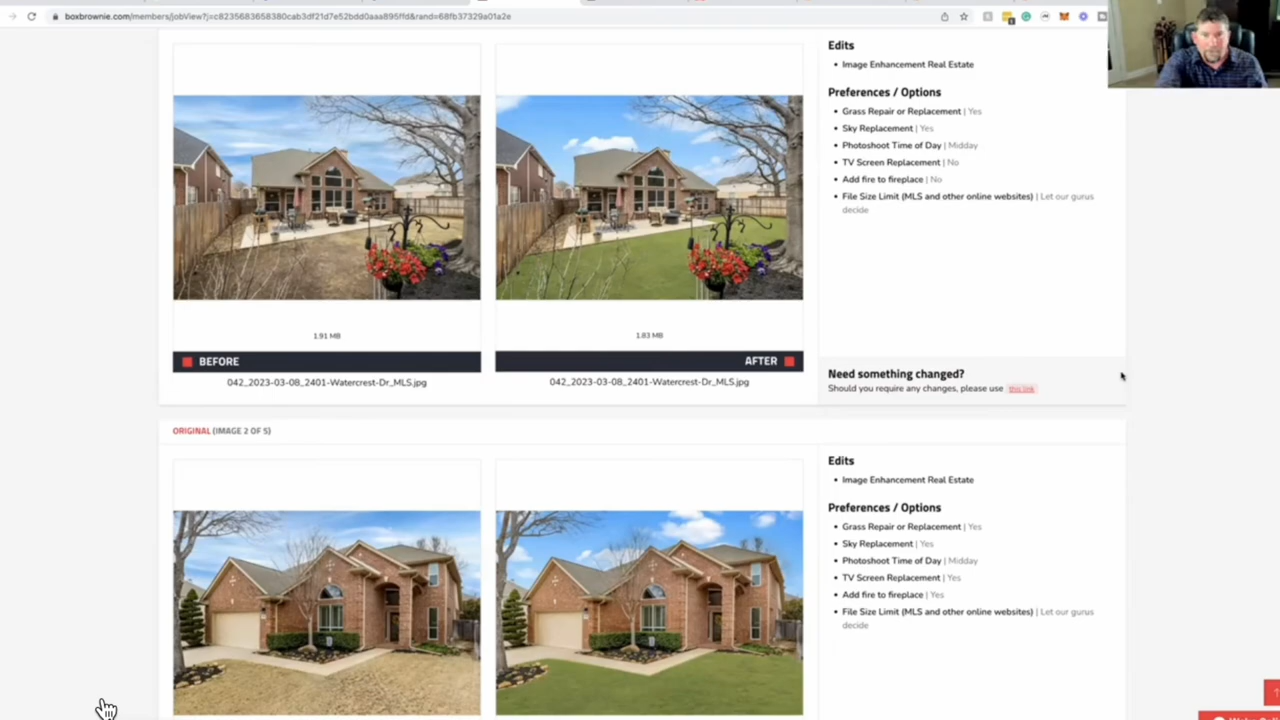 boxbrownie.com/members/jobView?j=c8235683658380cab3df21d7e52bdd0aaa895ffd&rand=68fb37329a01a2e
Edits
• Image Enhancement Real Estate
Preferences / Options
• Grass Repair or Replacement | Yes
• Sky Replacement | Yes
• Photoshoot Time of Day | Midday
• TV Screen Replacement | No
• Add fire to fireplace | No
• File Size Limit (MLS and other online websites) | Let our gurus
decide
1.91 MB
1.83 MB
BEFORE
AFTER
042_2023-03-08_2401-Watercrest-Dr_MLS.jpg
042_2023-03-08_2401-Watercrest-Dr_MLS.jpg
Need something changed?
Should you require any changes, please use this link
ORIGINAL (IMAGE 2 OF 5)
Edits
• Image Enhancement Real Estate
Preferences / Options
• Grass Repair or Replacement | Yes
• Sky Replacement | Yes
• Photoshoot Time of Day | Midday
• TV Screen Replacement | Yes
• Add fire to fireplace | Yes
• File Size Limit (MLS and other online websites) | Let our gurus
decide